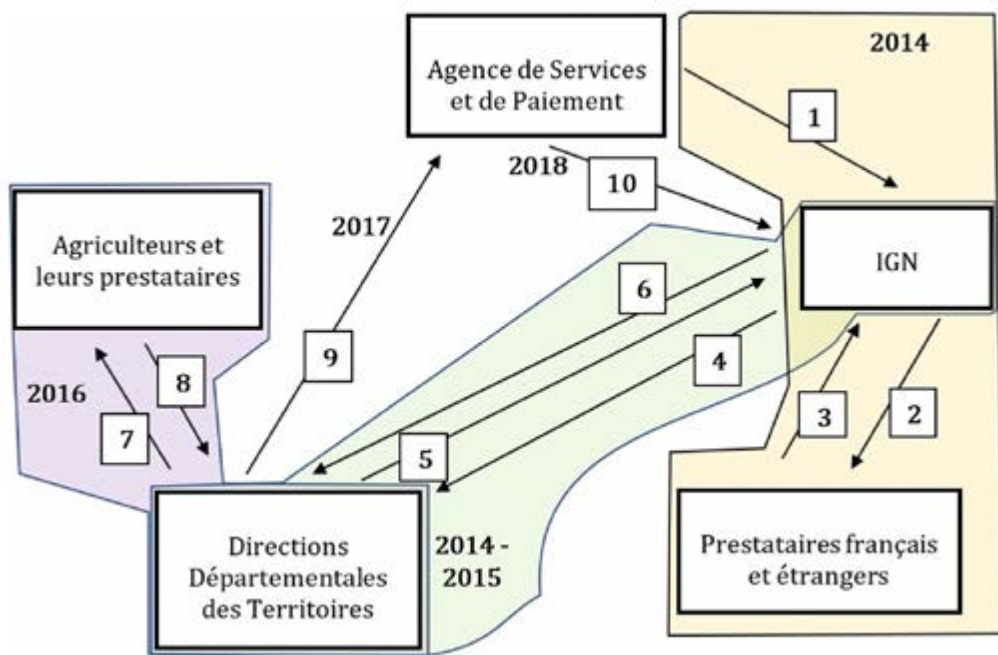 2014
Agence de Services
et de Paiement
1
2018
10
2017
Agriculteurs et
leurs prestataires
IGN
6
9
4
2016
8
7
3
2
5
Directions
Départementales
des Territoires
2014 -
2015
Prestataires français
et étrangers